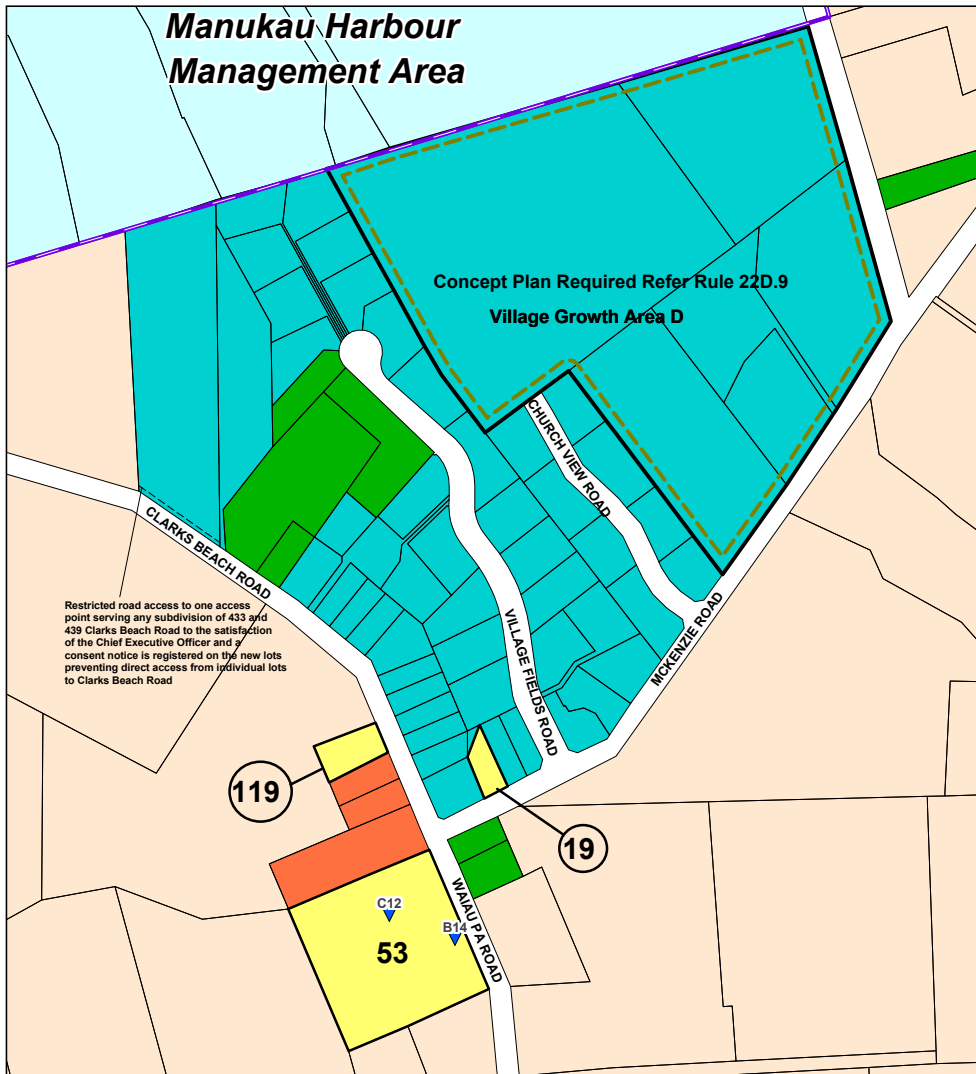 Manukau Harbour
Management Area
Concept Plan Required Refer Rule 22D.9
Village Growth Area D
CHURCH VIEW ROAD
CLARKS BEACH ROAD
Restricted road access to one access
point serving any subdivision of 433 and
439 Clarks Beach Road to the satisfaction
of the Chief Executive Officer and a
consent notice is registered on the new lots
preventing direct access from individual lots
to Clarks Beach Road
VILLAGE FIELDS ROAD
MCKENZIE ROAD
119
19
WAIAU PA ROAD
C12
B14
53